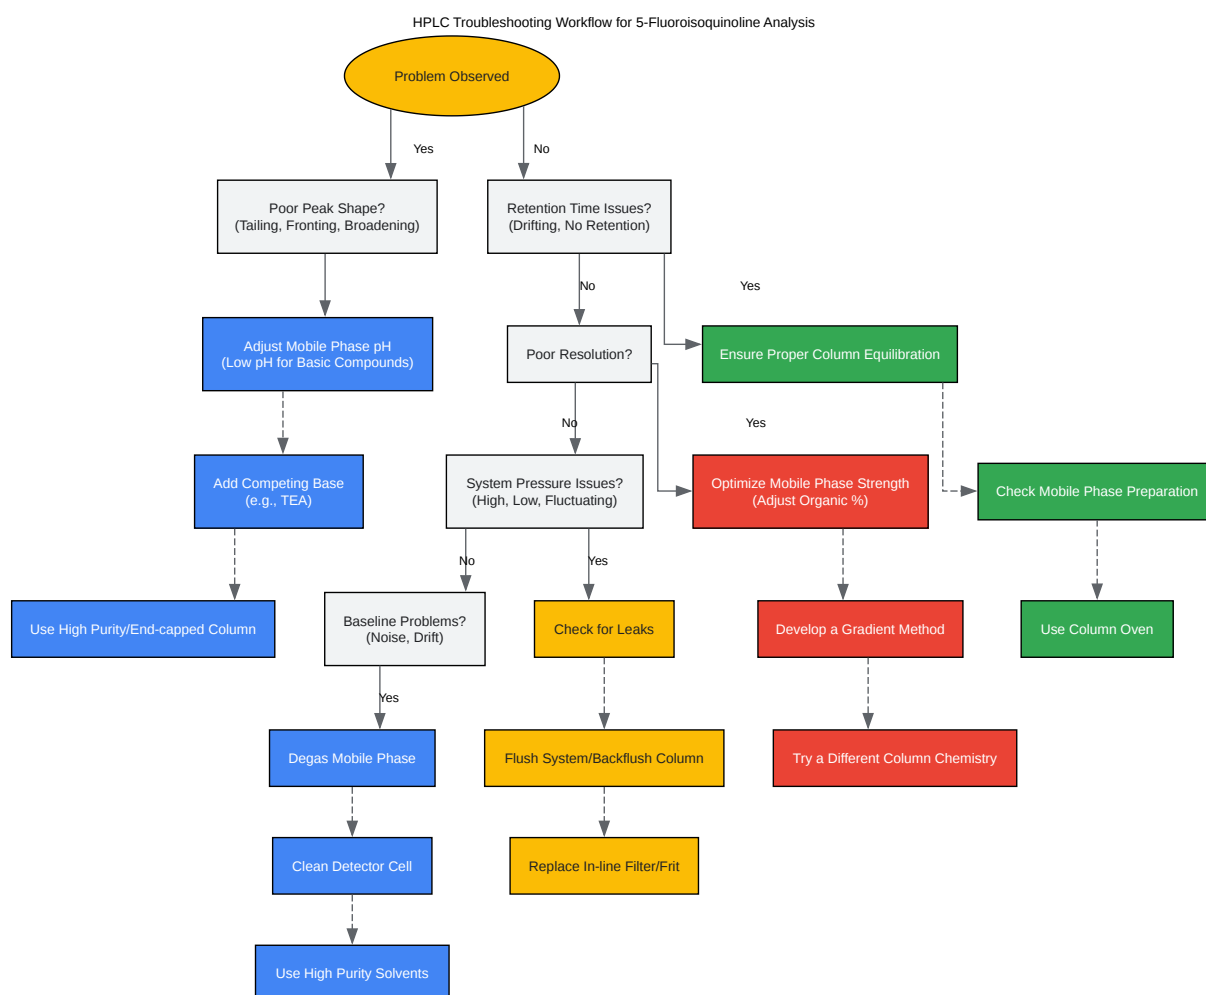 HPLC Troubleshooting Workflow for 5-Fluoroisoquinoline Analysis
Problem Observed
Yes
No
Poor Peak Shape?
(Tailing, Fronting, Broadening)
Retention Time Issues?
(Drifting, No Retention)
No
Yes
Adjust Mobile Phase pH
(Low pH for Basic Compounds)
Poor Resolution?
Ensure Proper Column Equilibration
No
Yes
Add Competing Base
(e.g., TEA)
System Pressure Issues?
(High, Low, Fluctuating)
Optimize Mobile Phase Strength
(Adjust Organic %)
Check Mobile Phase Preparation
No
Yes
Use High Purity/End-capped Column
Baseline Problems?
(Noise, Drift)
Check for Leaks
Develop a Gradient Method
Use Column Oven
Yes
Degas Mobile Phase
Flush System/Backflush Column
Try a Different Column Chemistry
Clean Detector Cell
Replace In-line Filter/Frit
Use High Purity Solvents